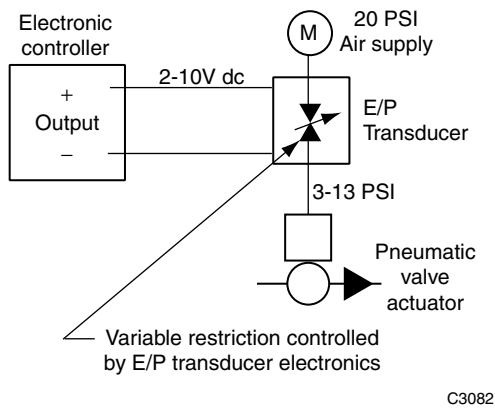 Electronic
controller
+
Output
−
2-10V dc
M
20 PSI
Air supply
E/P
Transducer
3-13 PSI
Pneumatic
valve
actuator
Variable restriction controlled
by E/P transducer electronics
C3082